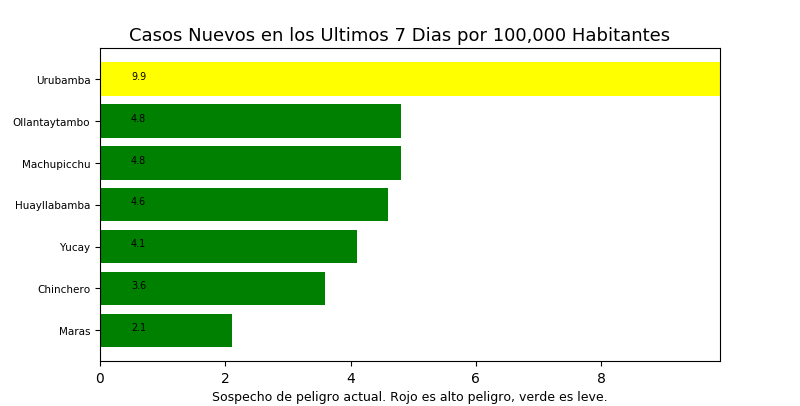 Casos Nuevos en los Ultimos 7 Dias por 100,000 Habitantes
Urubamba 9.9
Ollantaytambo 4.8
Machupicchu 4.8
Huayllabamba 4.6
Yucay 4.1
Chinchero 3.6
Maras 2.1
0 2 4 6 8
Sospecho de peligro actual. Rojo es alto peligro, verde es leve.